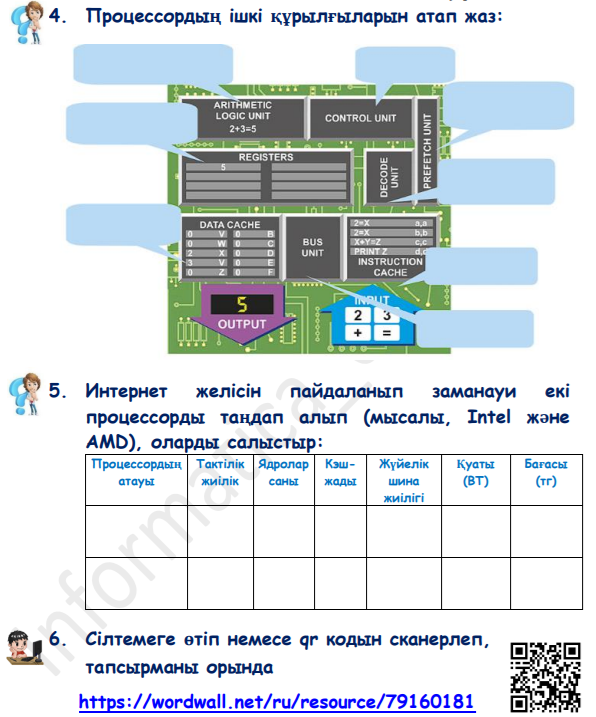 4. Процессордың ішкі құрылғыларын атап жаз:
ARITHMETIC
LOGIC UNIT
2+3=5
CONTROL UNIT
PREFETCH UNIT
REGISTERS
5
DECODE
UNIT
DATA CACHE
0 V 0 B
0 W 0 C
2 X 0 D
3 V 0 E
0 Z 0 F
BUS
UNIT
2=X a,a
2=X b,b
X+Y=Z c,c
PRINT Z d,d
INSTRUCTION
CACHE
5
OUTPUT
INPUT
2 3
+ =
5. Интернет желісін пайдаланып заманауи екі
процессорды таңдап алып (мысалы, Intel және
AMD), оларды салыстыр:
Процессордың атауы Тактілік жиілік Ядролар саны Кэш-жады Жүйелік шина жиілігі Қуаты (ВТ) Бағасы (тг)
6. Сілтемеге өтіп немесе qr кодын сканерлеп,
тапсырманы орында
https://wordwall.net/ru/resource/79160181
informatica_